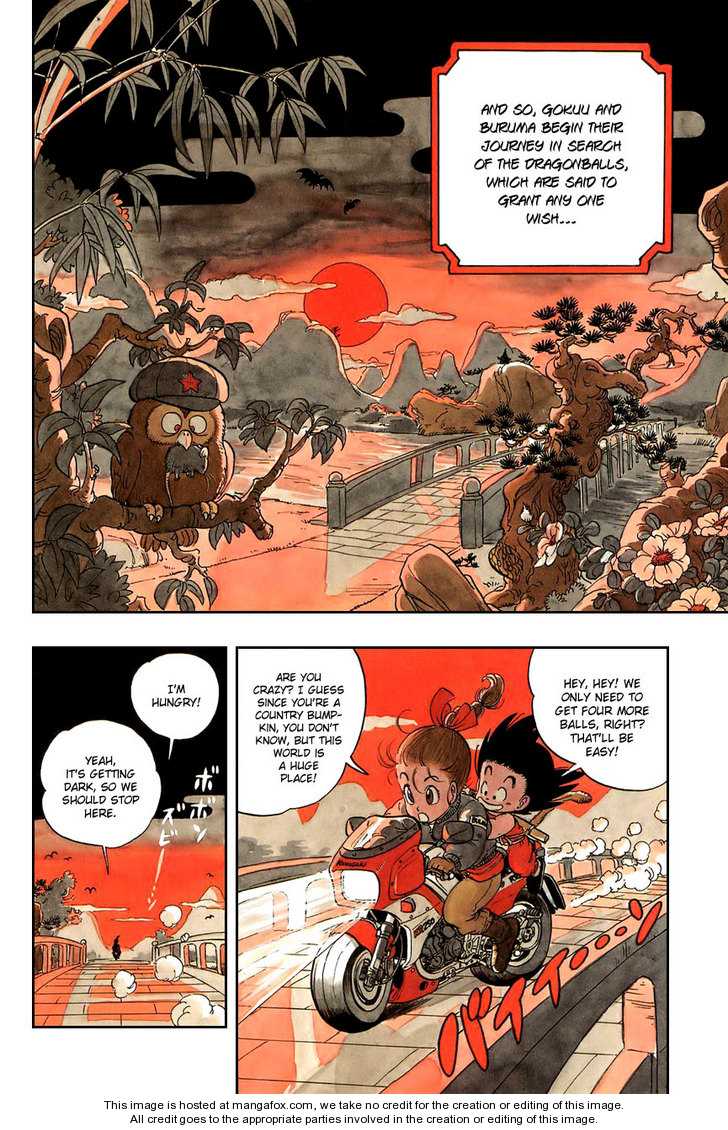 AND SO, GOKUU AND
BURUMA BEGIN THEIR
JOURNEY IN SEARCH
OF THE DRAGONBALLS,
WHICH ARE SAID TO
GRANT ANY ONE
WISH...
HEY, HEY! WE
ONLY NEED TO
GET FOUR MORE
BALLS, RIGHT?
THAT'LL BE
EASY!
ARE YOU
CRAZY? I GUESS
SINCE YOU'RE A
COUNTRY BUMP-
KIN, YOU DON'T
KNOW, BUT THIS
WORLD IS
A HUGE
PLACE!
バイイ・・・ン
I'M
HUNGRY!
YEAH,
IT'S GETTING
DARK, SO WE
SHOULD STOP
HERE.
ボボン
ズビ
This image is hosted at mangafox.com, we take no credit for the creation or editing of this image.
All credit goes to the appropriate parties involved in the creation or editing of this image.